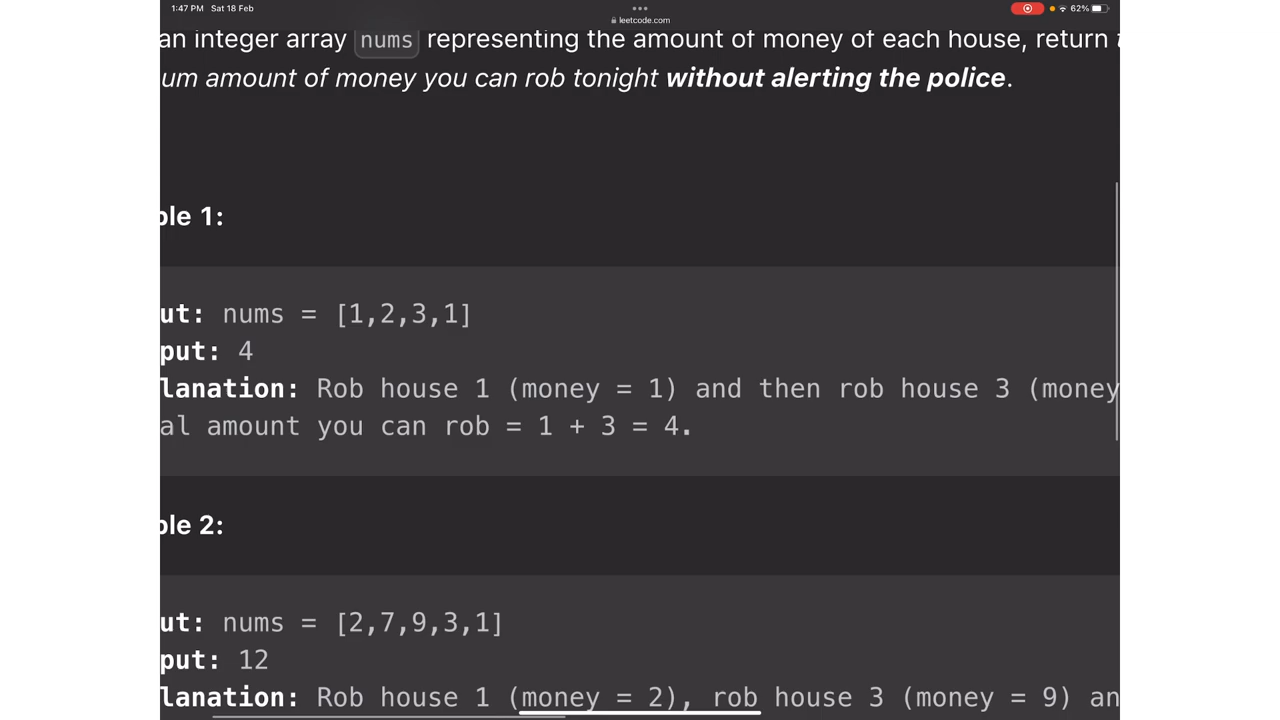 1:47 PM Sat 18 Feb
leetcode.com
62%
an integer array nums representing the amount of money of each house, return
um amount of money you can rob tonight without alerting the police.
ple 1:
ut: nums = [1,2,3,1]
put: 4
lanation: Rob house 1 (money = 1) and then rob house 3 (money
al amount you can rob = 1 + 3 = 4.
ple 2:
ut: nums = [2,7,9,3,1]
put: 12
lanation: Rob house 1 (money = 2), rob house 3 (money = 9) an